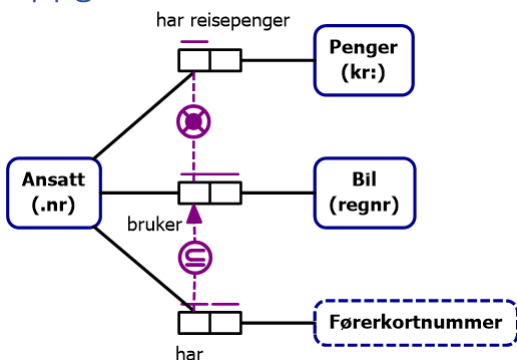 har reisepenger
Penger
(kr:)
Ansatt
(.nr)
Bil
(regnr)
bruker
Førerkortnummer
har